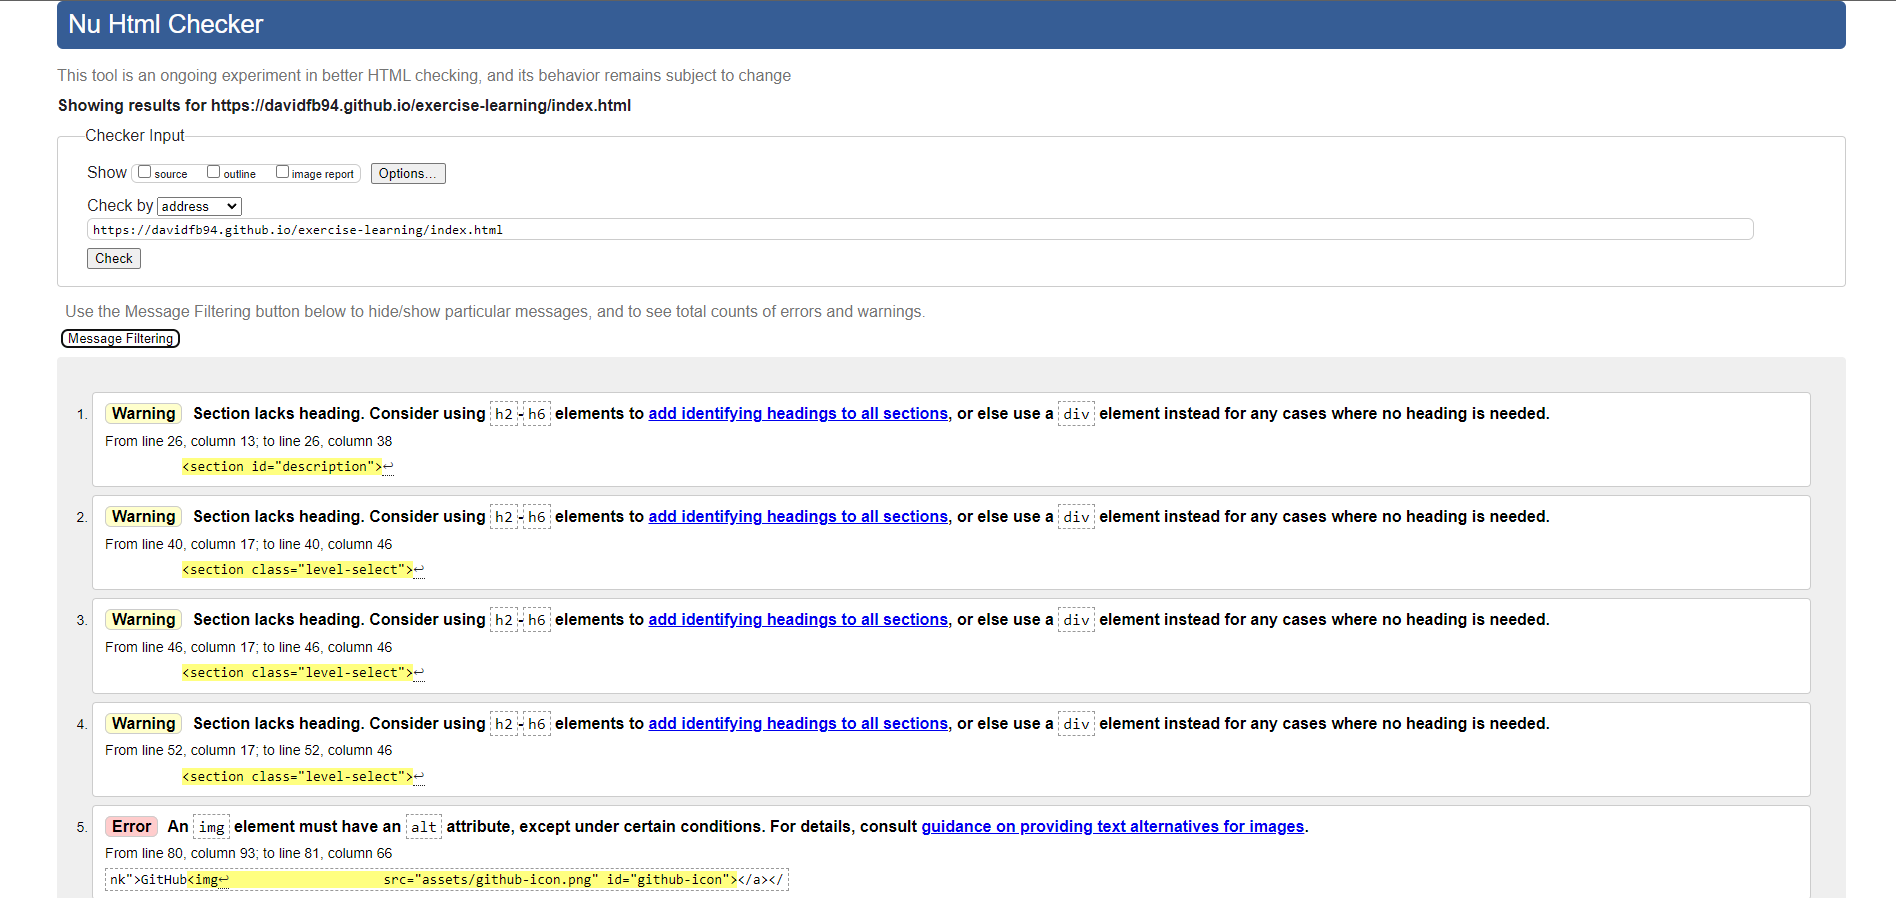 Nu Html Checker
This tool is an ongoing experiment in better HTML checking, and its behavior remains subject to change
Showing results for https://davidfb94.github.io/exercise-learning/index.html
Checker Input
Show source outline image report Options...
Check by address
https://davidfb94.github.io/exercise-learning/index.html
Check
Use the Message Filtering button below to hide/show particular messages, and to see total counts of errors and warnings.
Message Filtering
1. Warning Section lacks heading. Consider using h2-h6 elements to add identifying headings to all sections, or else use a div element instead for any cases where no heading is needed.
From line 26, column 13; to line 26, column 38
<section id="description">↩
2. Warning Section lacks heading. Consider using h2-h6 elements to add identifying headings to all sections, or else use a div element instead for any cases where no heading is needed.
From line 40, column 17; to line 40, column 46
<section class="level-select">↩
3. Warning Section lacks heading. Consider using h2-h6 elements to add identifying headings to all sections, or else use a div element instead for any cases where no heading is needed.
From line 46, column 17; to line 46, column 46
<section class="level-select">↩
4. Warning Section lacks heading. Consider using h2-h6 elements to add identifying headings to all sections, or else use a div element instead for any cases where no heading is needed.
From line 52, column 17; to line 52, column 46
<section class="level-select">↩
5. Error An img element must have an alt attribute, except under certain conditions. For details, consult guidance on providing text alternatives for images.
From line 80, column 93; to line 81, column 66
nk">GitHub<img↩ src="assets/github-icon.png" id="github-icon"></a></